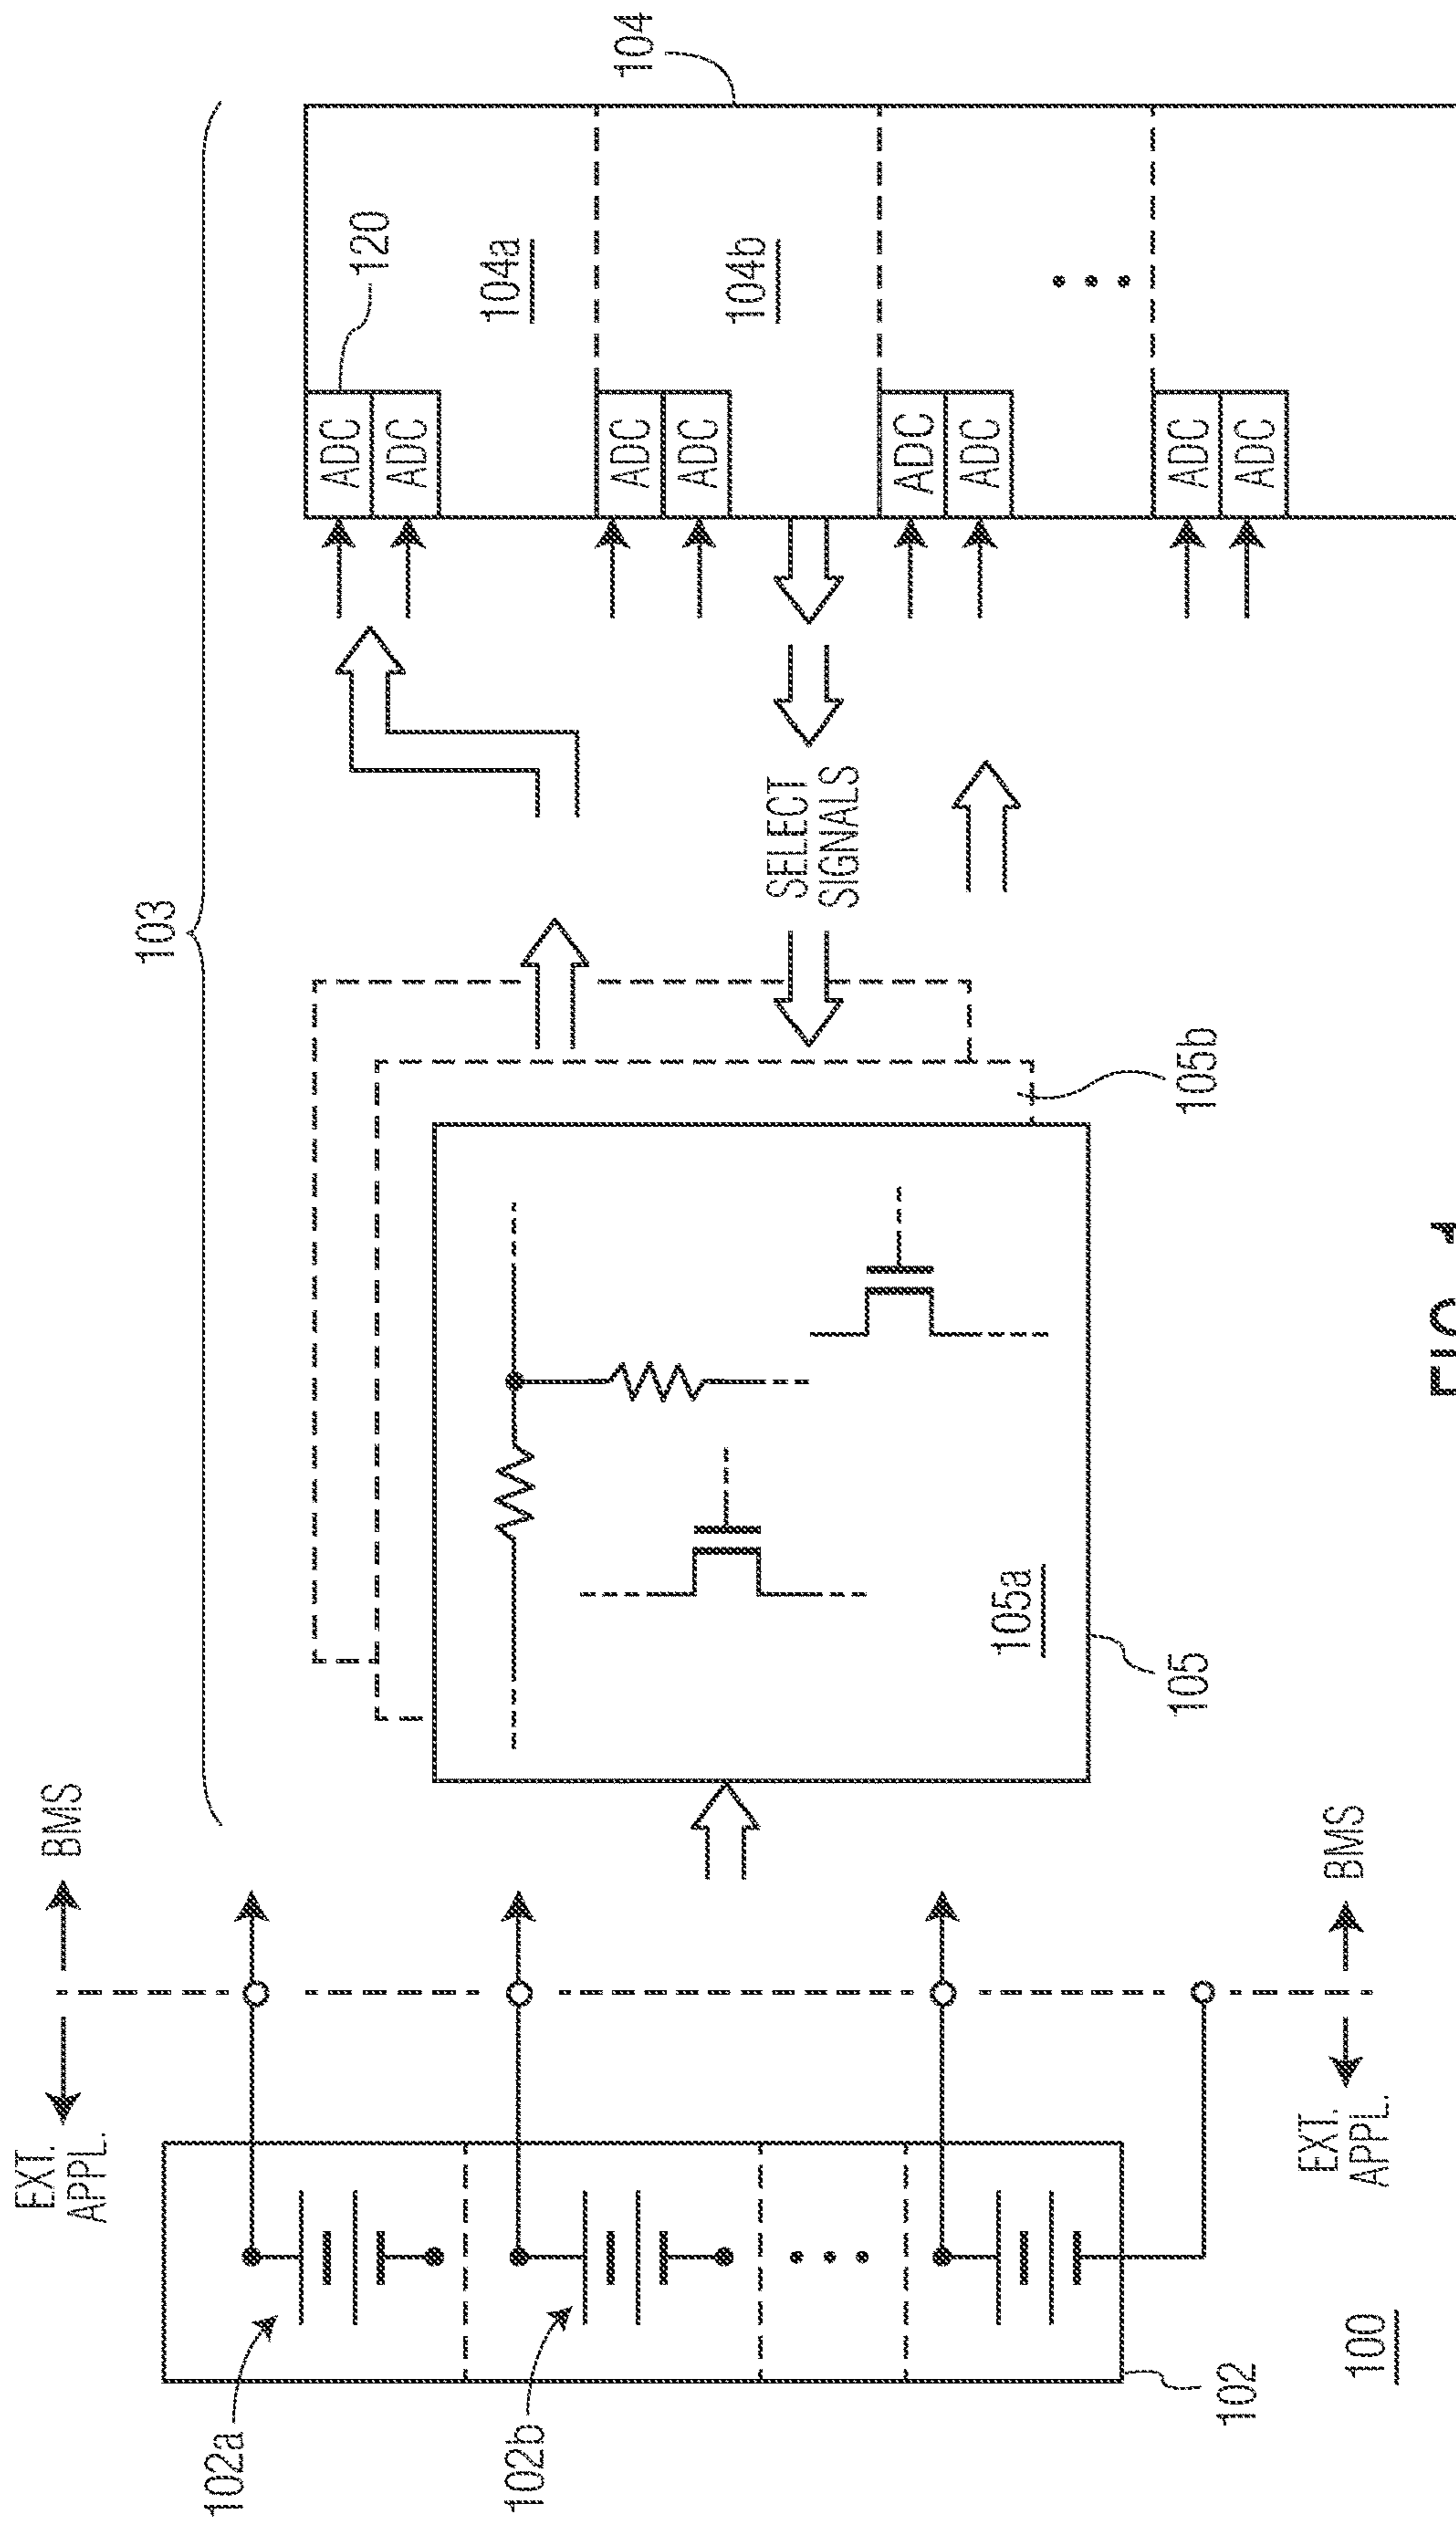 103
EXT.
APPL.
BMS
104
102a
102b
120
ADC
ADC
104a
ADC
ADC
104b
SELECT
SIGNALS
ADC
ADC
ADC
ADC
105a
105b
105
102
EXT.
APPL.
BMS
100